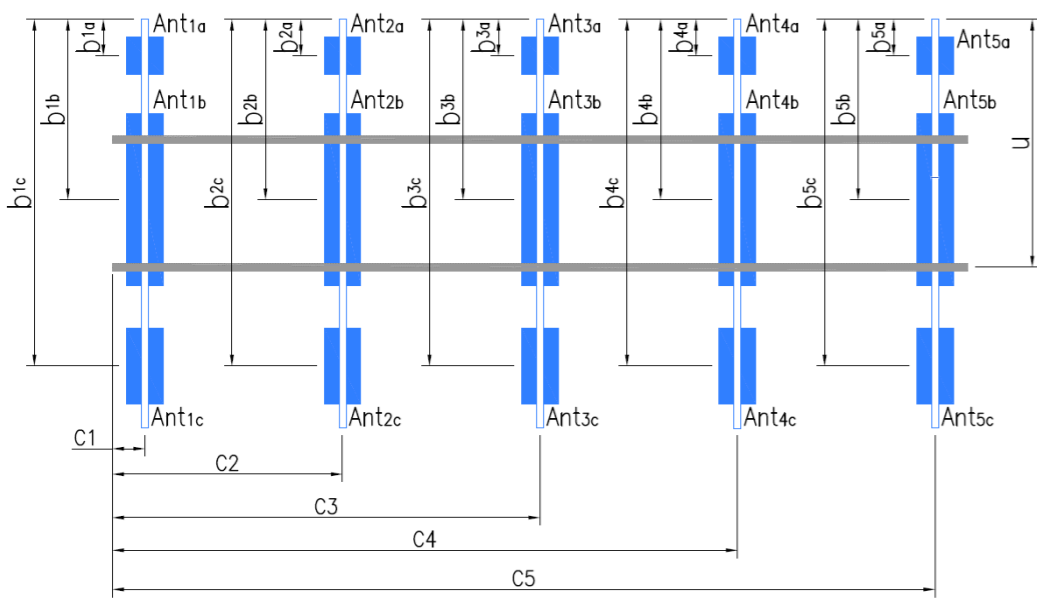 b1a Ant1a b2a Ant2a b3a Ant3a b4a Ant4a b5a Ant5a
b1b Ant1b b2b Ant2b b3b Ant3b b4b Ant4b b5b Ant5b
u
b1c b2c b3c b4c b5c
Ant1c Ant2c Ant3c Ant4c Ant5c
C1
C2
C3
C4
C5